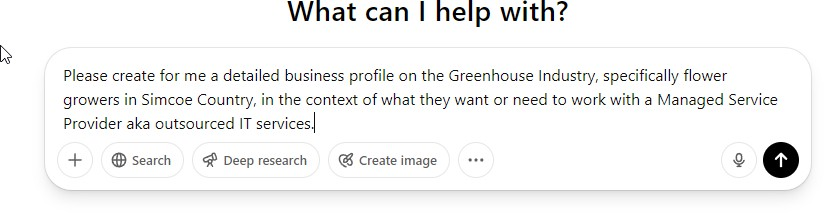 What can I help with?
Please create for me a detailed business profile on the Greenhouse Industry, specifically flower
growers in Simcoe Country, in the context of what they want or need to work with a Managed Service
Provider aka outsourced IT services.
Search Deep research Create image